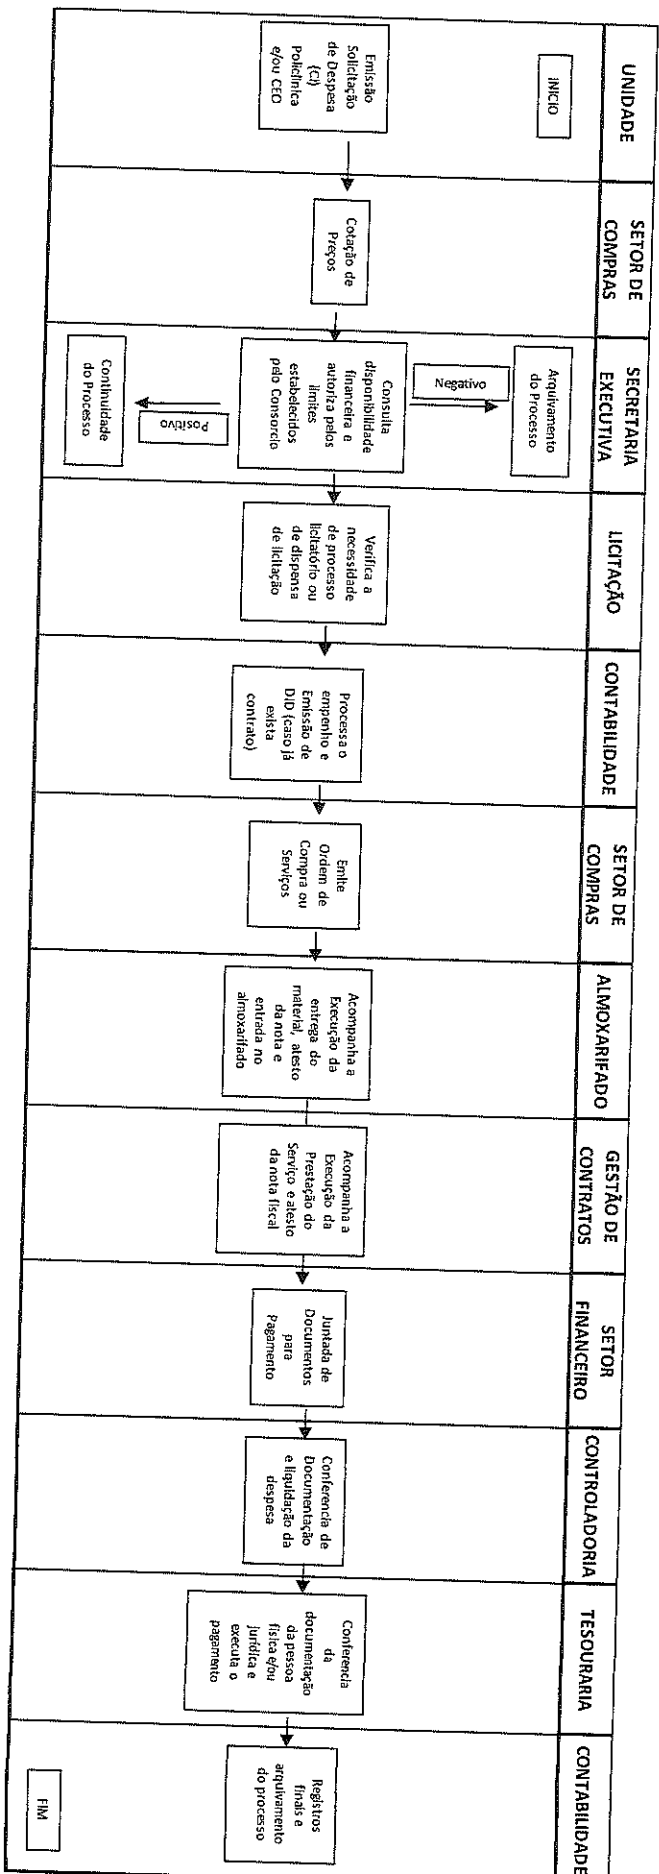 UNIDADE
INICIO
Emissão
Solicitação
de Despesa
(CI)
Policlínica
e/ou CEO
SETOR DE
COMPRAS
Cotação de
Preços
SECRETARIA
EXECUTIVA
Arquivamento
do Processo
Negativo
Consulta
disponibilidade
financeira e
autoriza pelos
limites
estabelecidos
pelo Consorcio
Positivo
Continuidade
do Processo
LICITAÇÃO
Verifica a
necessidade
de processo
licitatório ou
de dispensa
de licitação
CONTABILIDADE
Processa o
empenho e
Emissão de
DID (caso já
exista
contrato)
SETOR DE
COMPRAS
Emite
Ordem de
Compra ou
Serviços
ALMOXARIFADO
Acompanha a
Execução da
entrega do
material, atesto
da nota e
entrada no
almoxarifado
GESTÃO DE
CONTRATOS
Acompanha a
Execução da
Prestação do
Serviço e atesto
da nota fiscal
SETOR
FINANCEIRO
Juntada de
Documentos
para
Pagamento
CONTROLADORIA
Conferencia de
Documentação
e liquidação da
despesa
TESOURARIA
Conferencia
da
documentação
da pessoa
física e/ou
jurídica e
executa o
pagamento
CONTABILIDADE
Registros
finais e
arquivamento
do processo
FIM